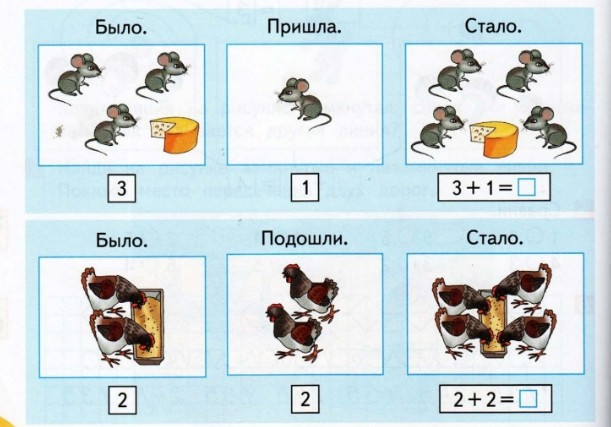 Было. Пришла. Стало.
3 1 3+1=
Было. Подошли. Стало.
2 2 2+2=